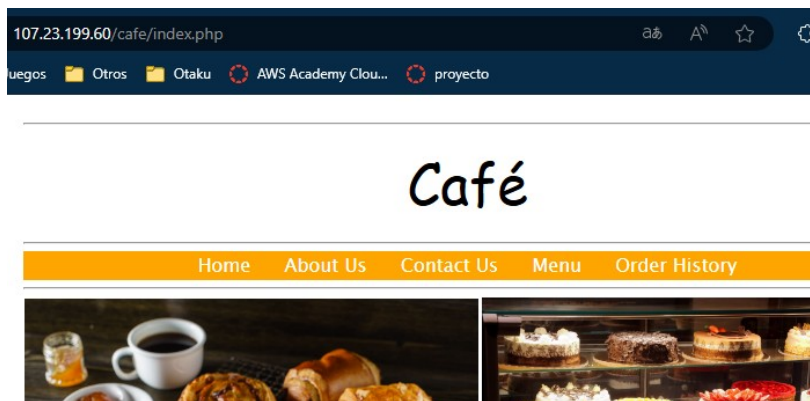 107.23.199.60/cafe/index.php aあ A
Otros Otaku AWS Academy Clou... proyecto
Café
Home About Us Contact Us Menu Order History